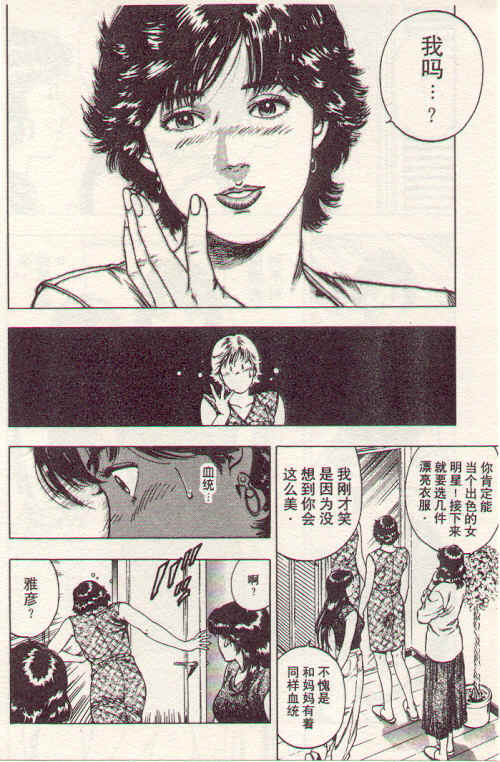 我吗…?
你肯定能
当个出色的女
明星!接下来
就要选几件
漂亮衣服.
我刚才笑
是因为没
想到你会
这么美.
不愧是
和妈妈有着
同样血统
血统…
啊?
雅彦?